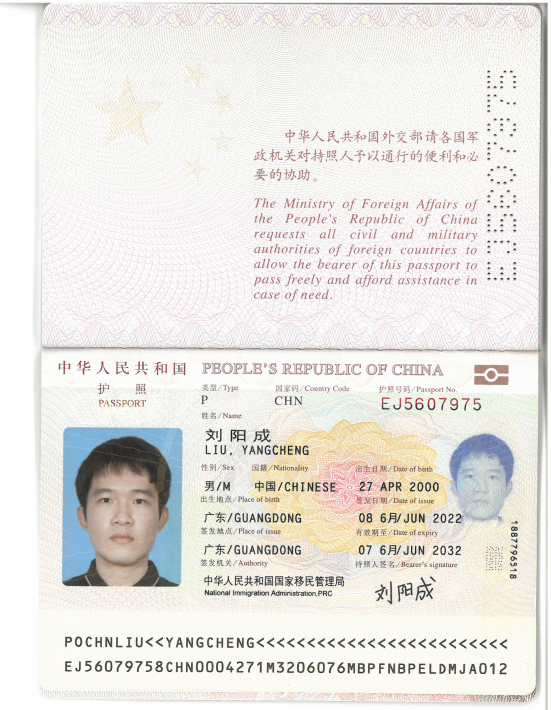 EJ5607975
中华人民共和国外交部请各国军
政机关对持照人予以通行的便利和必
要的协助。
The Ministry of Foreign Affairs of
the People's Republic of China
requests all civil and military
authorities of foreign countries to
allow the bearer of this passport to
pass freely and afford assistance in
case of need.
中华人民共和国 PEOPLE'S REPUBLIC OF CHINA
护 照
PASSPORT
类型/Type 国家码/Country Code 护照号码/Passport No.
P CHN EJ5607975
姓名/Name
刘阳成
LIU, YANGCHENG
性别/Sex 国籍/Nationality 出生日期/Date of birth
男/M 中国/CHINESE 27 APR 2000
出生地点/Place of birth 签发日期/Date of issue
广东/GUANGDONG 08 6月/JUN 2022
签发地点/Place of issue 有效期至/Date of expiry
广东/GUANGDONG 07 6月/JUN 2032
签发机关/Authority 持照人签名/Bearer's signature
中华人民共和国国家移民管理局
National Immigration Administration,PRC
刘阳成
1887796518
POCHNLIU<<YANGCHENG<<<<<<<<<<<<<<<<<<<<<<<<<
EJ56079758CHN0004271M3206076MBPFNBPELDMJA012